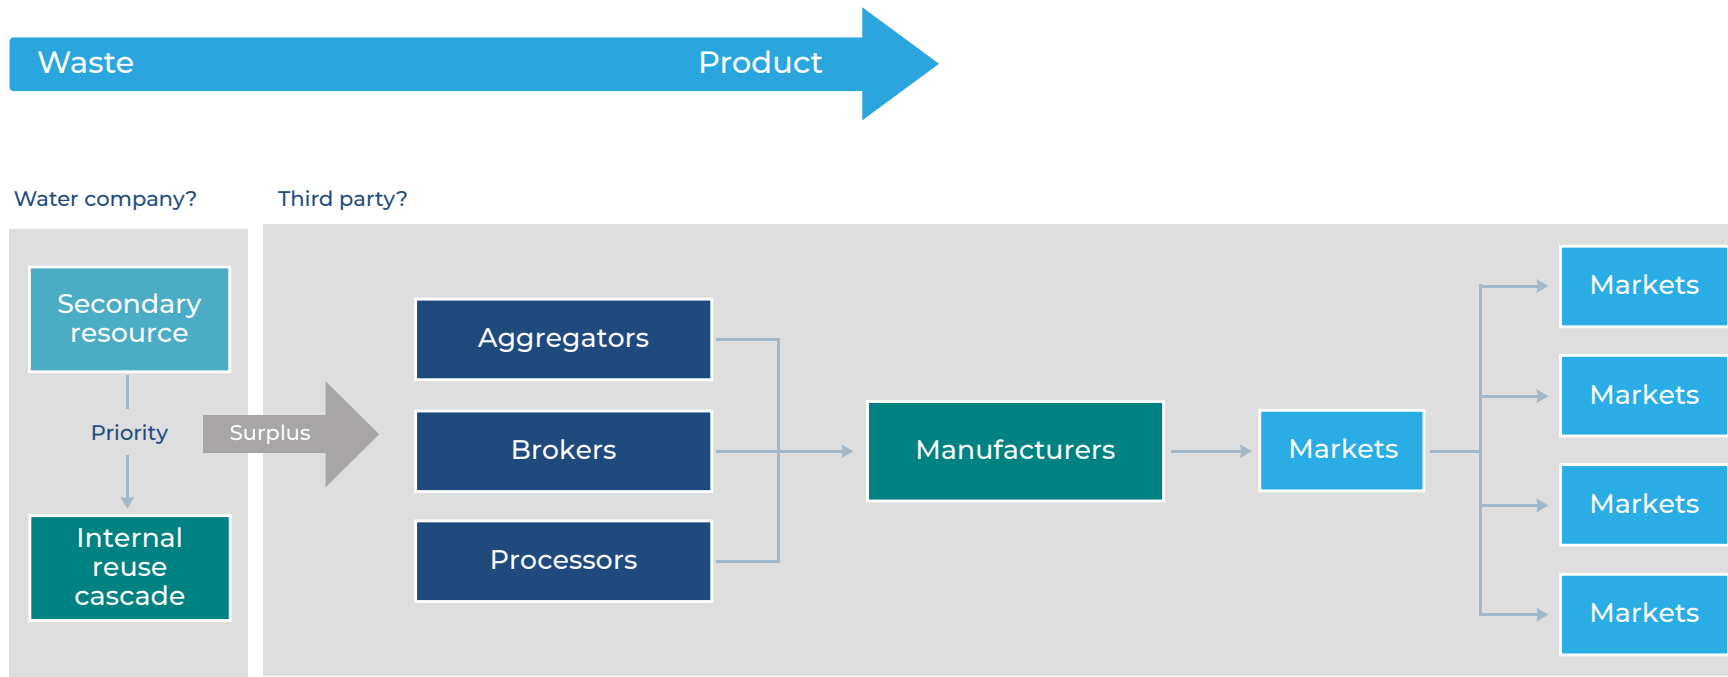 Waste
Product
Water company?
Third party?
Secondary
resource
Priority
Surplus
Internal
reuse
cascade
Aggregators
Brokers
Processors
Manufacturers
Markets
Markets
Markets
Markets
Markets